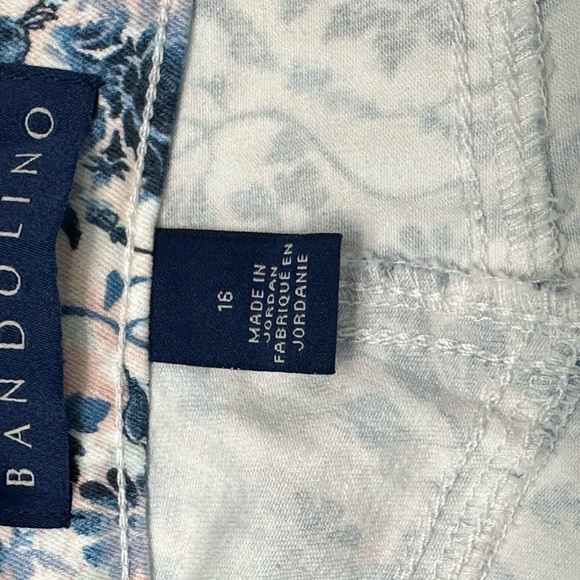 BANDOLINO
16
MADE IN
JORDAN
FABRIQUÉ EN
JORDANIE